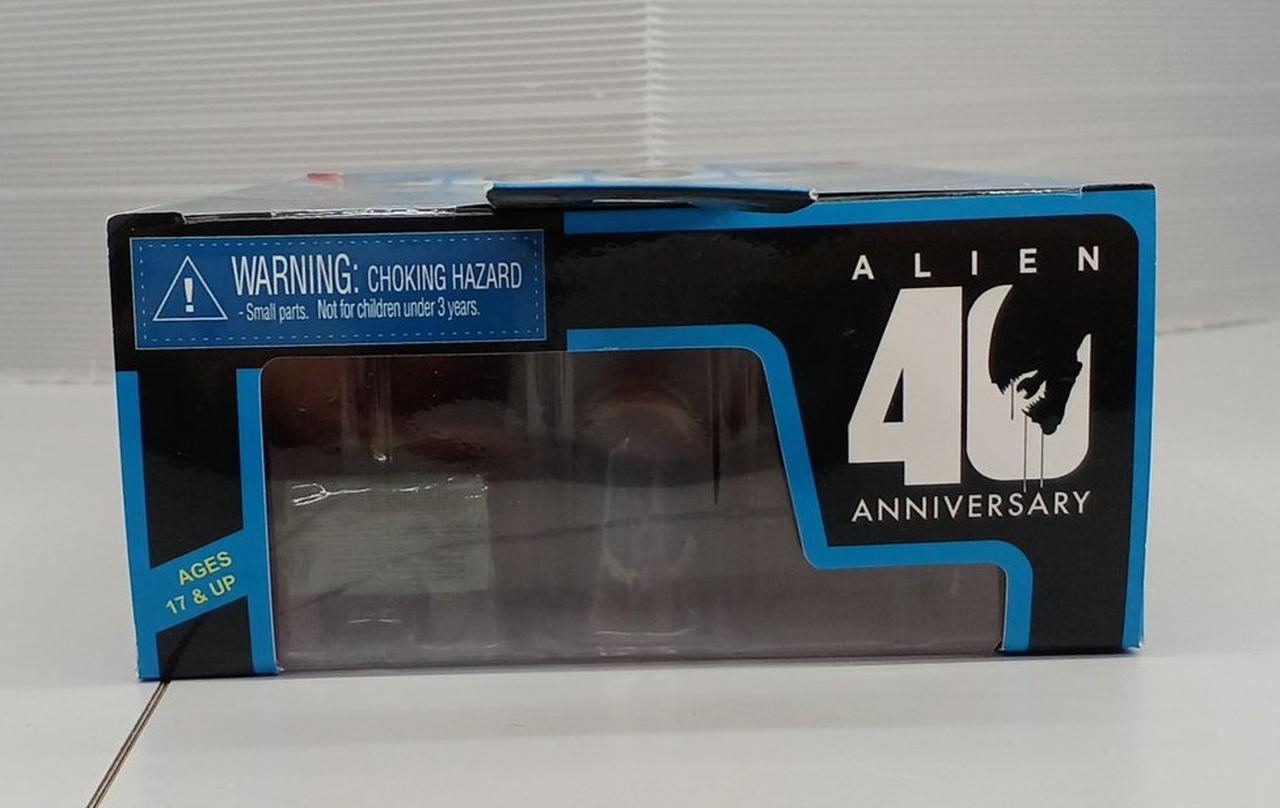 WARNING: CHOKING HAZARD
- Small parts. Not for children under 3 years.
ALIEN
40
ANNIVERSARY
AGES
17 & UP